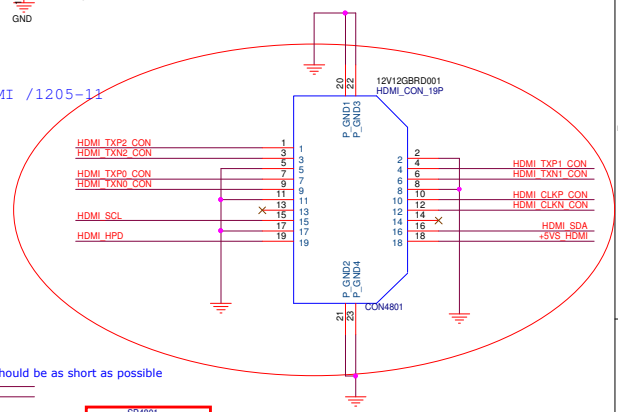 GND
MI /1205-11
20
22
12V12GBRD001
HDMI_CON_19P
P_GND1
P_GND3
HDMI_TXP2_CON 1 1
HDMI_TXN2_CON 3 3
5 5
HDMI_TXP0_CON 7 7
HDMI_TXN0_CON 9 9
11 11
13 13
HDMI_SCL 15 15
17 17
HDMI_HPD 19 19
2 2
4 4 HDMI_TXP1_CON
6 6 HDMI_TXN1_CON
8 8
10 10 HDMI_CLKP_CON
12 12 HDMI_CLKN_CON
14 14
16 16 HDMI_SDA
18 18 +5VS_HDMI
P_GND2
P_GND4
21
23
CON4801
hould be as short as possible